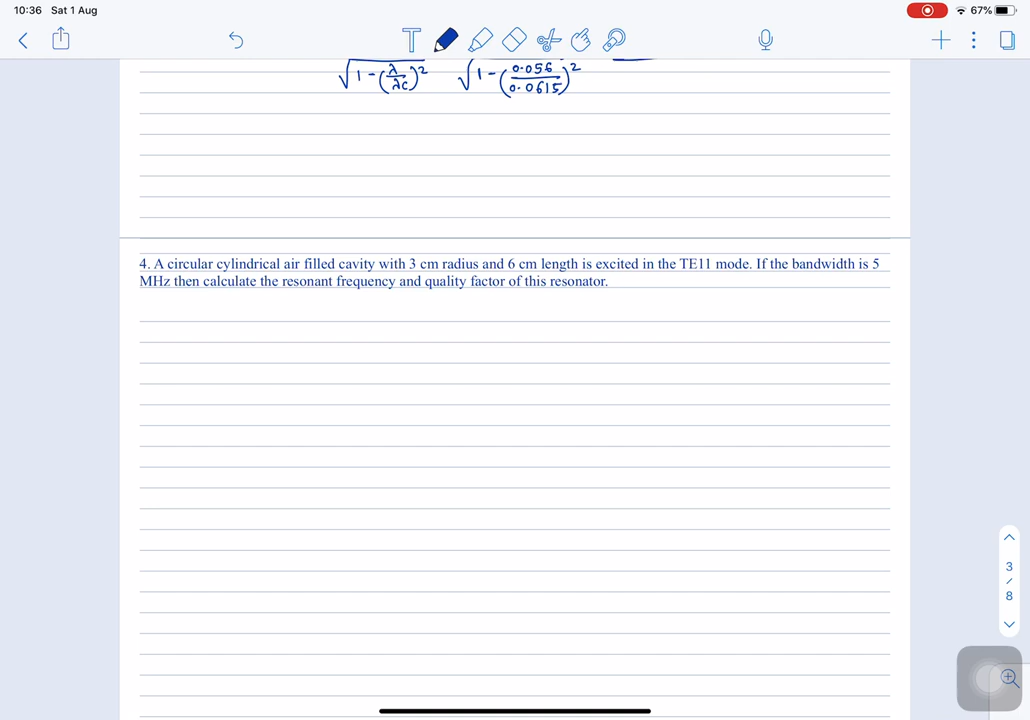 10:36 Sat 1 Aug
67%
T
√1-(λ/λc)² √1-(0.056/0.0615)²
4. A circular cylindrical air filled cavity with 3 cm radius and 6 cm length is excited in the TE11 mode. If the bandwidth is 5
MHz then calculate the resonant frequency and quality factor of this resonator.
3
/
8